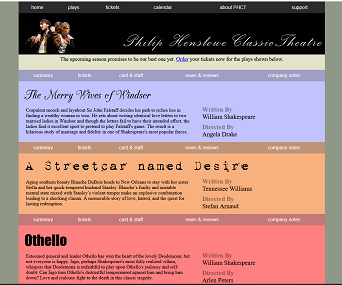 home plays tickets calendar about PHCT support
Philip Henslowe Classic Theatre
The upcoming season promises to be our best one yet. Order your tickets now for the plays shown below.
summary tickets cast & staff news & reviews company notes
The Merry Wives of Windsor
Corpulent mooch and layabout Sir John Falstaff decides his path to riches lies in
finding a wealthy woman to woo. He sets about writing identical love letters to two
married ladies in Windsor and though the letters fail to have their intended effect, the
ladies find it excellent sport to pretend to play Falstaff's game. The result is a
hilarious study of marriage and fidelity in one of Shakespeare's most popular farces.
Written By
William Shakespeare
Directed By
Angela Drake
summary tickets cast & staff news & reviews company notes
A Streetcar named Desire
Aging southern beauty Blanche DuBois heads to New Orleans to stay with her sister
Stella and her quick tempered husband Stanley. Blanche's faulty and unstable
mental state mixed with Stanley's violent temper make an explosive combination
leading to a shocking climax. A memorable story of love, hatred, and the quest for
lasting redemption.
Written By
Tennessee Williams
Directed By
Stefan Arnaud
summary tickets cast & staff news & reviews company notes
Othello
Esteemed general and leader Othello has won the heart of the lovely Desdemona; but
not everyone is happy. Iago, perhaps Shakespeare's most fully realized villain,
whispers that Desdemona is unfaithful to play upon Othello's jealousy and self-
doubt. Can Iago turn Othello's distrustful temperament against him and bring him
down? Love and jealousy fight to the death in this classic tragedy.
Written By
William Shakespeare
Directed By
Arlen Peters